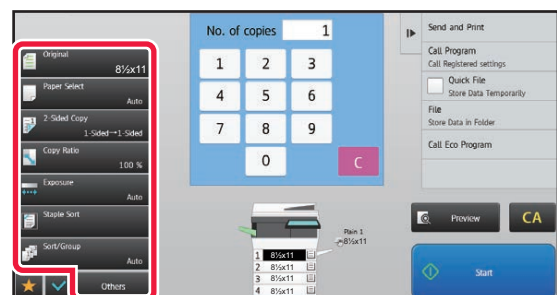 Original
8½x11
Paper Select
Auto
2-Sided Copy
1-Sided→1-Sided
Copy Ratio
100 %
Exposure
Auto
Staple Sort
Sort/Group
Auto
Others
No. of copies 1
1 2 3
4 5 6
7 8 9
0 C
Plain 1
8½x11
1 8½x11
2 8½x11
3 8½x11
4 8½x11
Send and Print
Call Program
Call Registered settings
Quick File
Store Data Temporarily
File
Store Data in Folder
Call Eco Program
Preview CA
Start